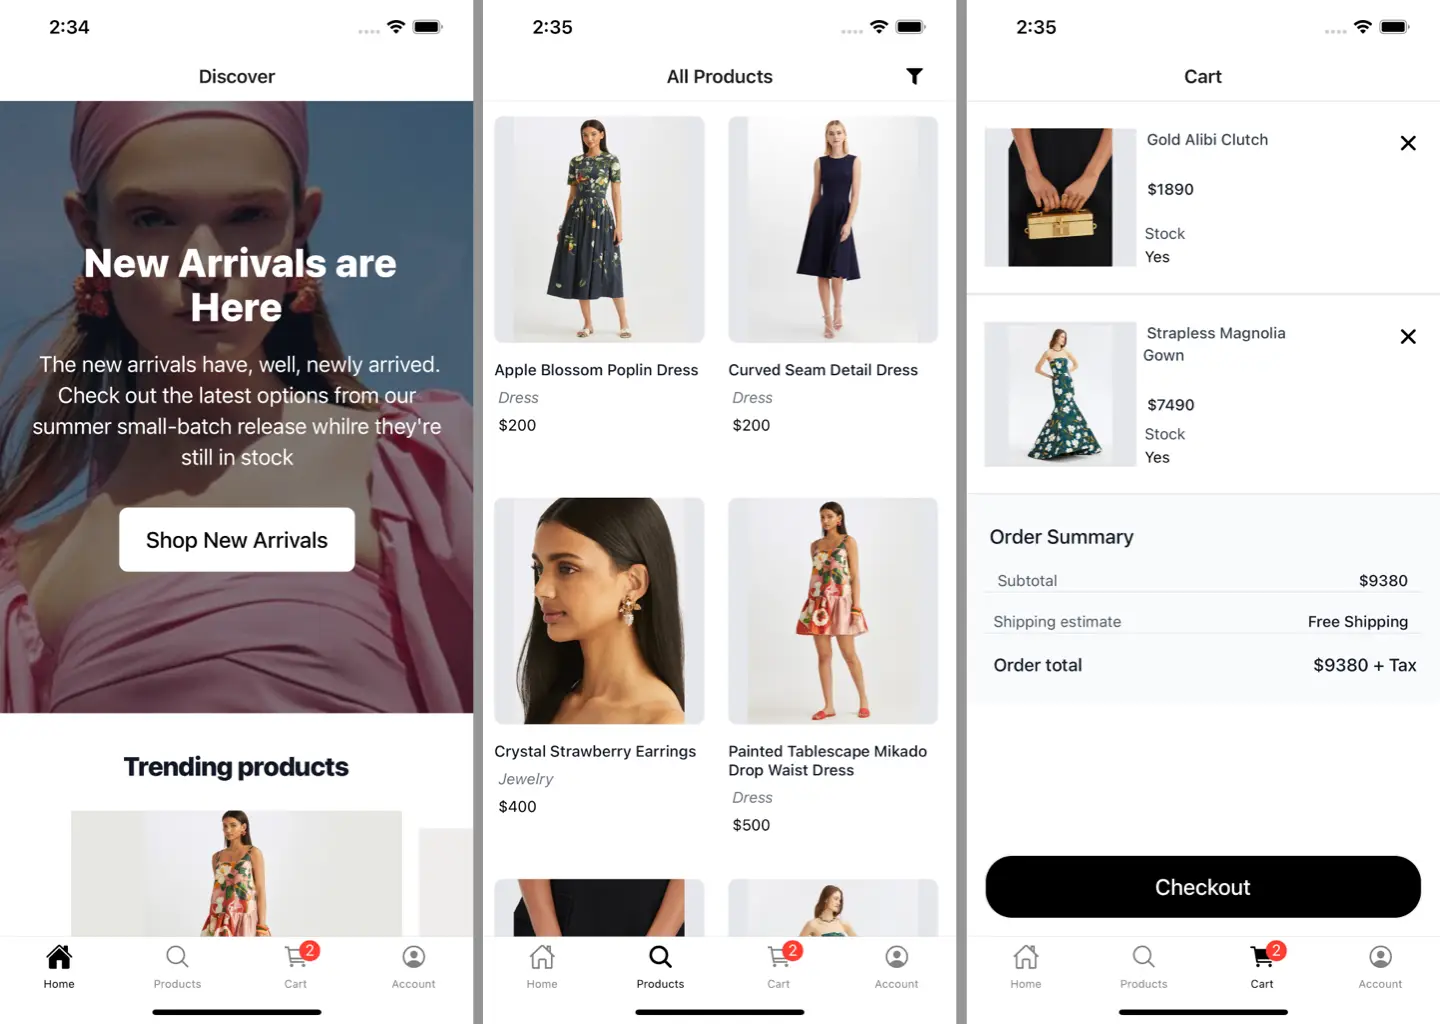 2:34
Discover
New Arrivals are
Here
The new arrivals have, well, newly arrived.
Check out the latest options from our
summer small-batch release whilre they're
still in stock
Shop New Arrivals
Trending products
2
Home
Products
Cart
Account
2:35
All Products
Apple Blossom Poplin Dress
Dress
$200
Curved Seam Detail Dress
Dress
$200
Crystal Strawberry Earrings
Jewelry
$400
Painted Tablescape Mikado
Drop Waist Dress
Dress
$500
2
Home
Products
Cart
Account
2:35
Cart
Gold Alibi Clutch
$1890
Stock
Yes
Strapless Magnolia
Gown
$7490
Stock
Yes
Order Summary
Subtotal $9380
Shipping estimate Free Shipping
Order total $9380 + Tax
Checkout
2
Home
Products
Cart
Account